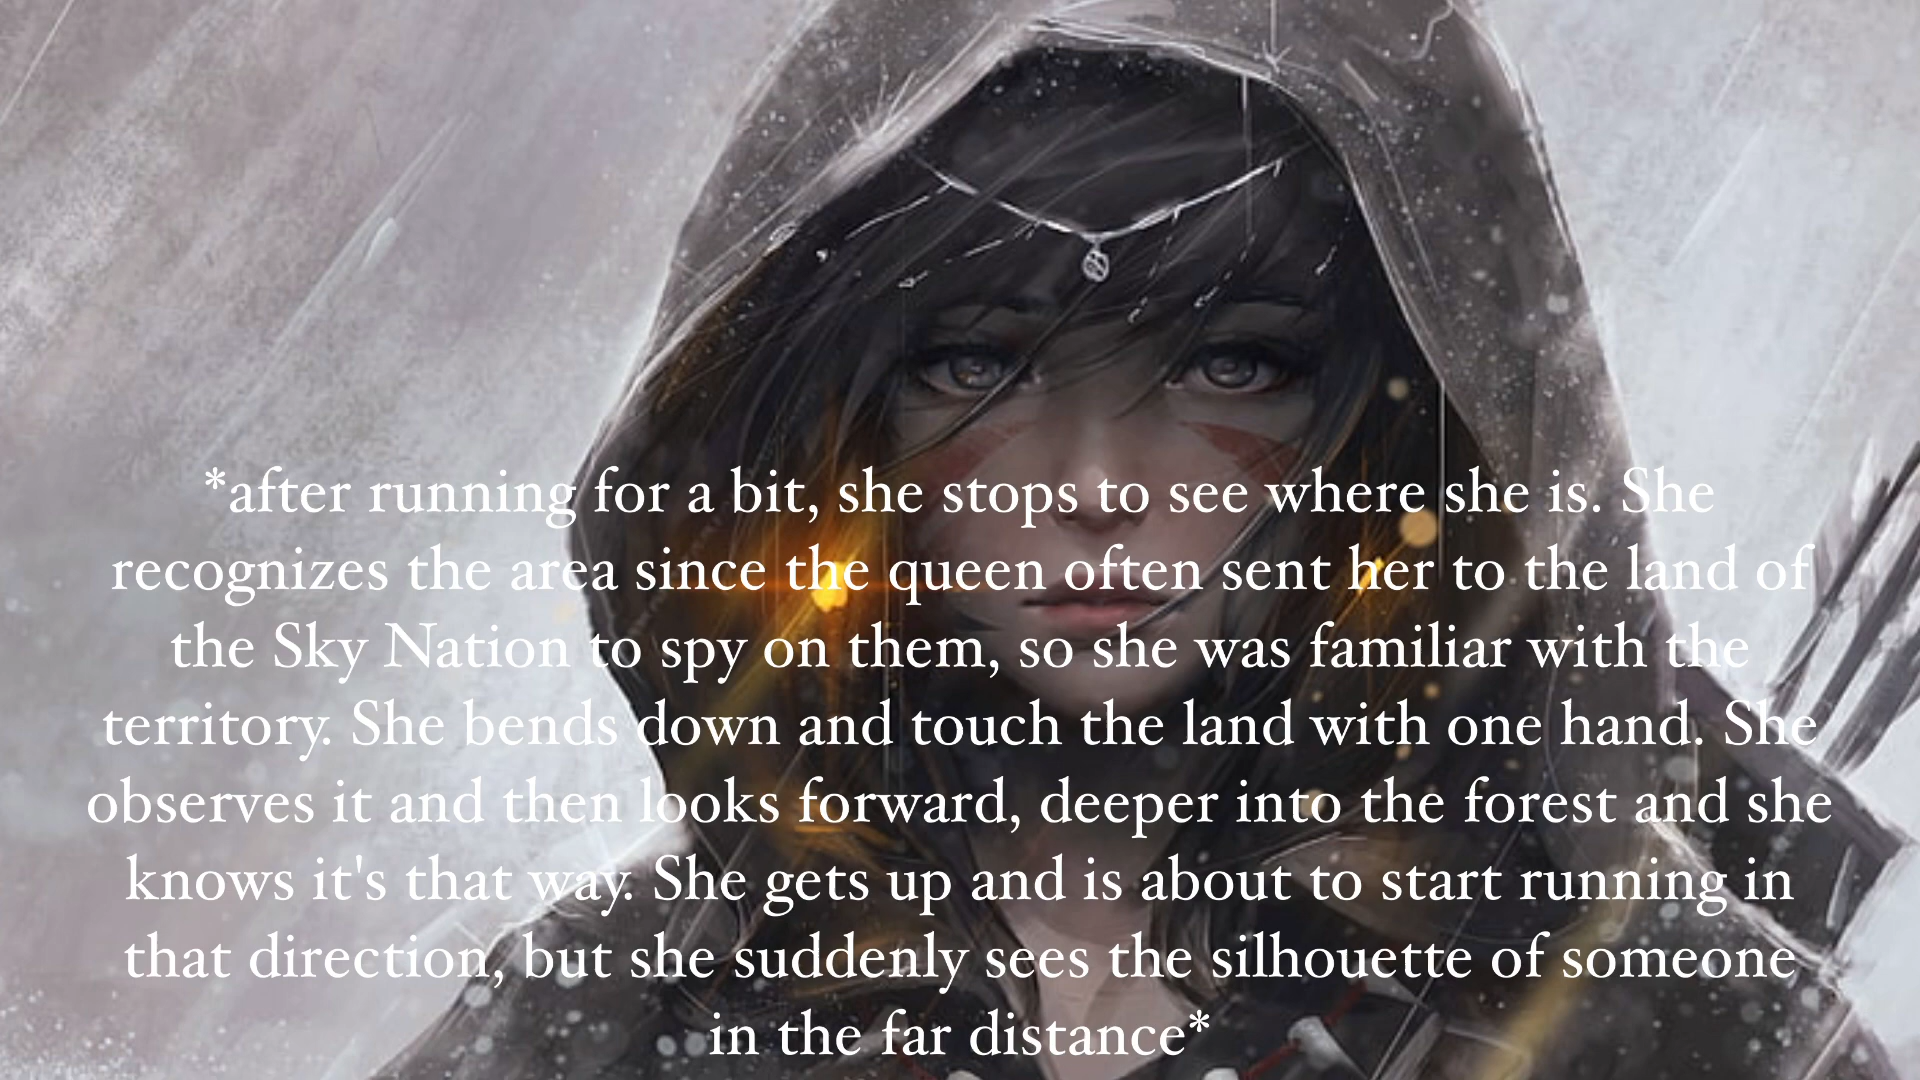 *after running for a bit, she stops to see where she is. She
recognizes the area since the queen often sent her to the land of
the Sky Nation to spy on them, so she was familiar with the
territory. She bends down and touch the land with one hand. She
observes it and then looks forward, deeper into the forest and she
knows it's that way. She gets up and is about to start running in
that direction, but she suddenly sees the silhouette of someone
in the far distance*